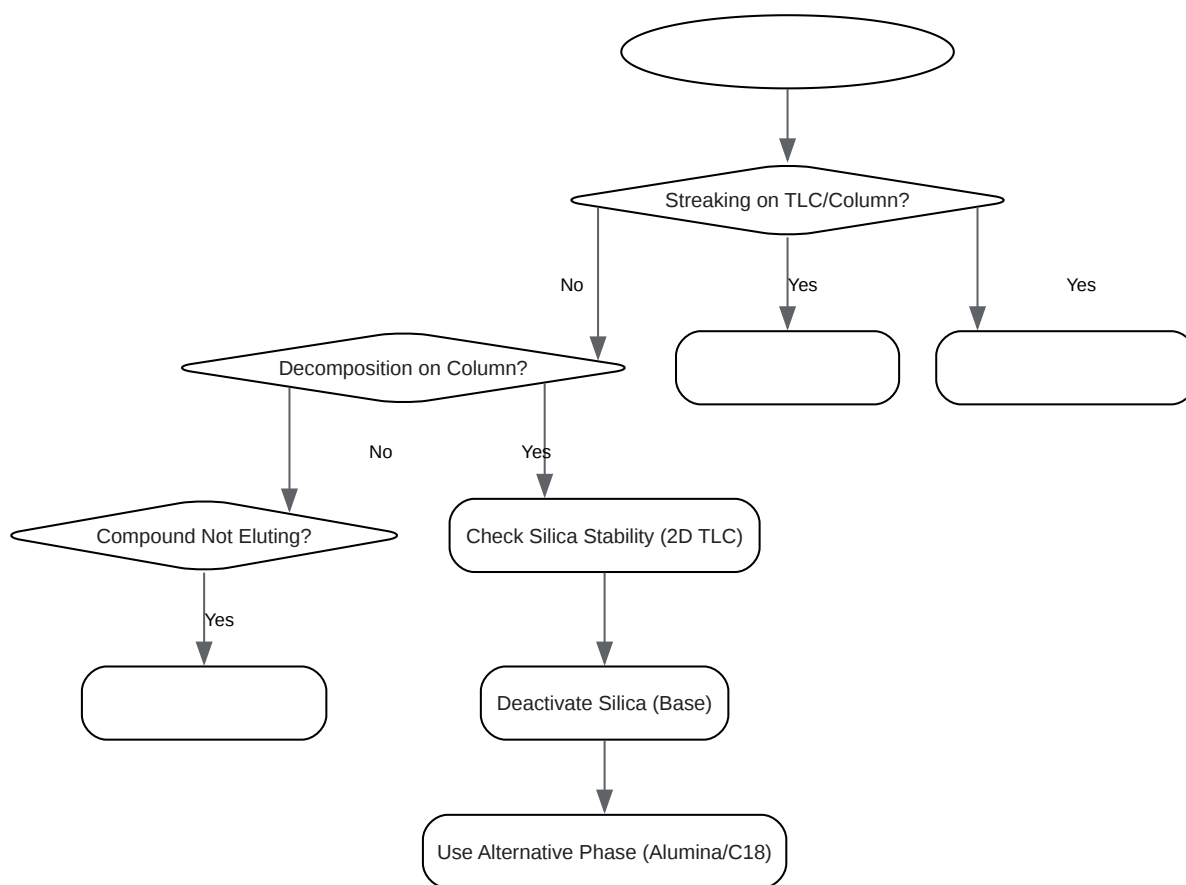 Streaking on TLC/Column?
No
Yes
Yes
Decomposition on Column?
No
Yes
Compound Not Eluting?
Check Silica Stability (2D TLC)
Yes
Deactivate Silica (Base)
Use Alternative Phase (Alumina/C18)